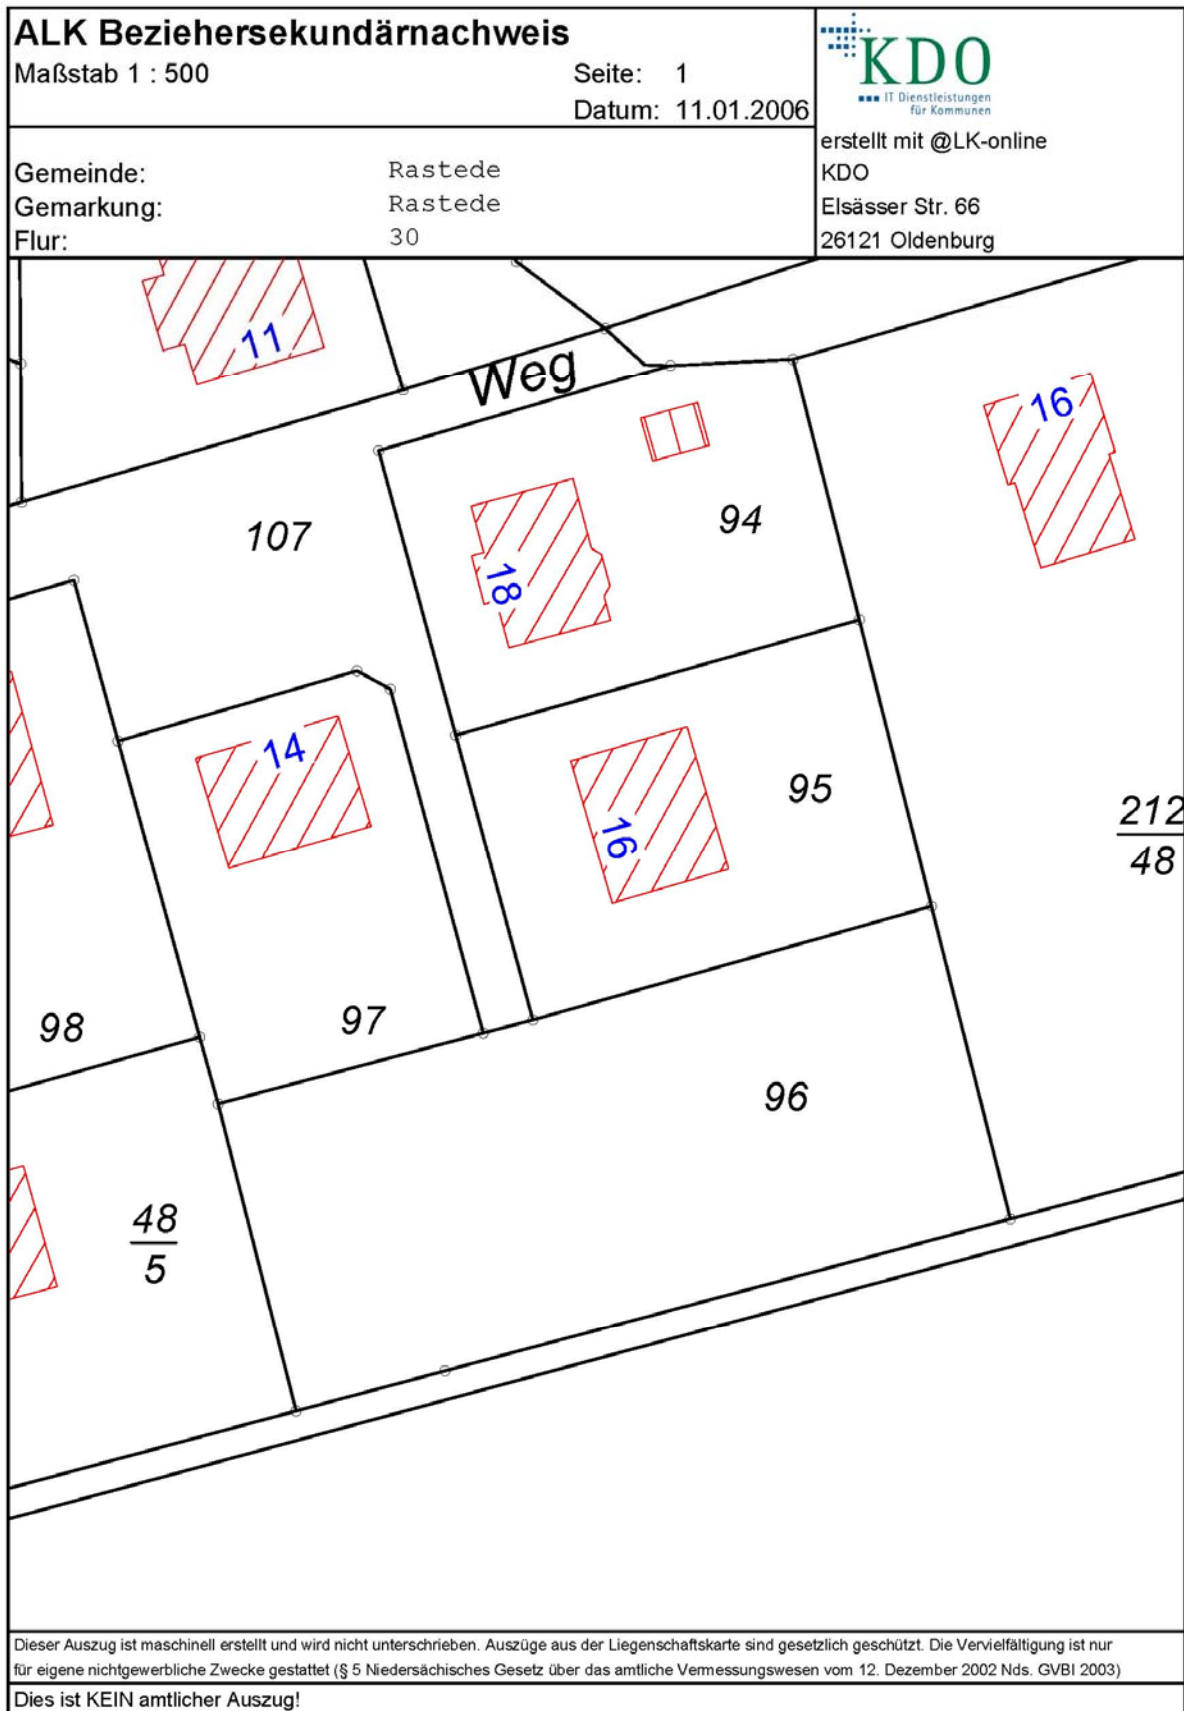 ALK Beziehersekundärnachweis
Maßstab 1 : 500
Seite: 1
Datum: 11.01.2006
KDO
IT Dienstleistungen
für Kommunen
erstellt mit @LK-online
KDO
Elsässer Str. 66
26121 Oldenburg
Gemeinde: Rastede
Gemarkung: Rastede
Flur: 30
11
Weg
16
107
94
18
14
95
16
212
48
98
97
96
48
5
Dieser Auszug ist maschinell erstellt und wird nicht unterschrieben. Auszüge aus der Liegenschaftskarte sind gesetzlich geschützt. Die Vervielfältigung ist nur
für eigene nichtgewerbliche Zwecke gestattet (§ 5 Niedersächisches Gesetz über das amtliche Vermessungswesen vom 12. Dezember 2002 Nds. GVBl 2003)
Dies ist KEIN amtlicher Auszug!